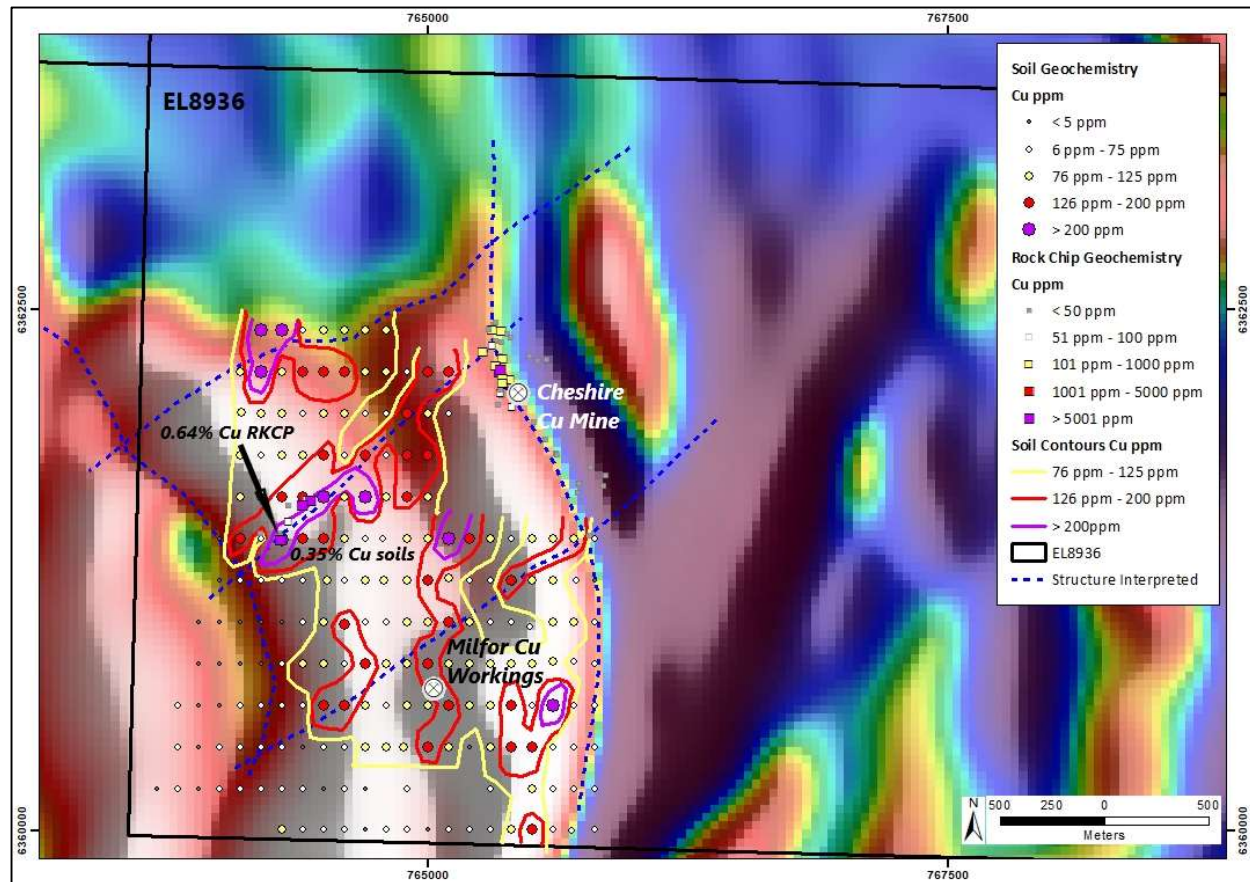 765000
767500
EL8936
6362500
6362500
Cheshire
Cu Mine
0.64% Cu RKCP
0.35% Cu soils
Milfor Cu
Workings
6360000
6360000
765000
767500
Soil Geochemistry
Cu ppm
< 5 ppm
6 ppm - 75 ppm
76 ppm - 125 ppm
126 ppm - 200 ppm
> 200 ppm
Rock Chip Geochemistry
Cu ppm
< 50 ppm
51 ppm - 100 ppm
101 ppm - 1000 ppm
1001 ppm - 5000 ppm
> 5001 ppm
Soil Contours Cu ppm
76 ppm - 125 ppm
126 ppm - 200 ppm
> 200ppm
EL8936
Structure Interpreted
N
500 250 0 500
Meters